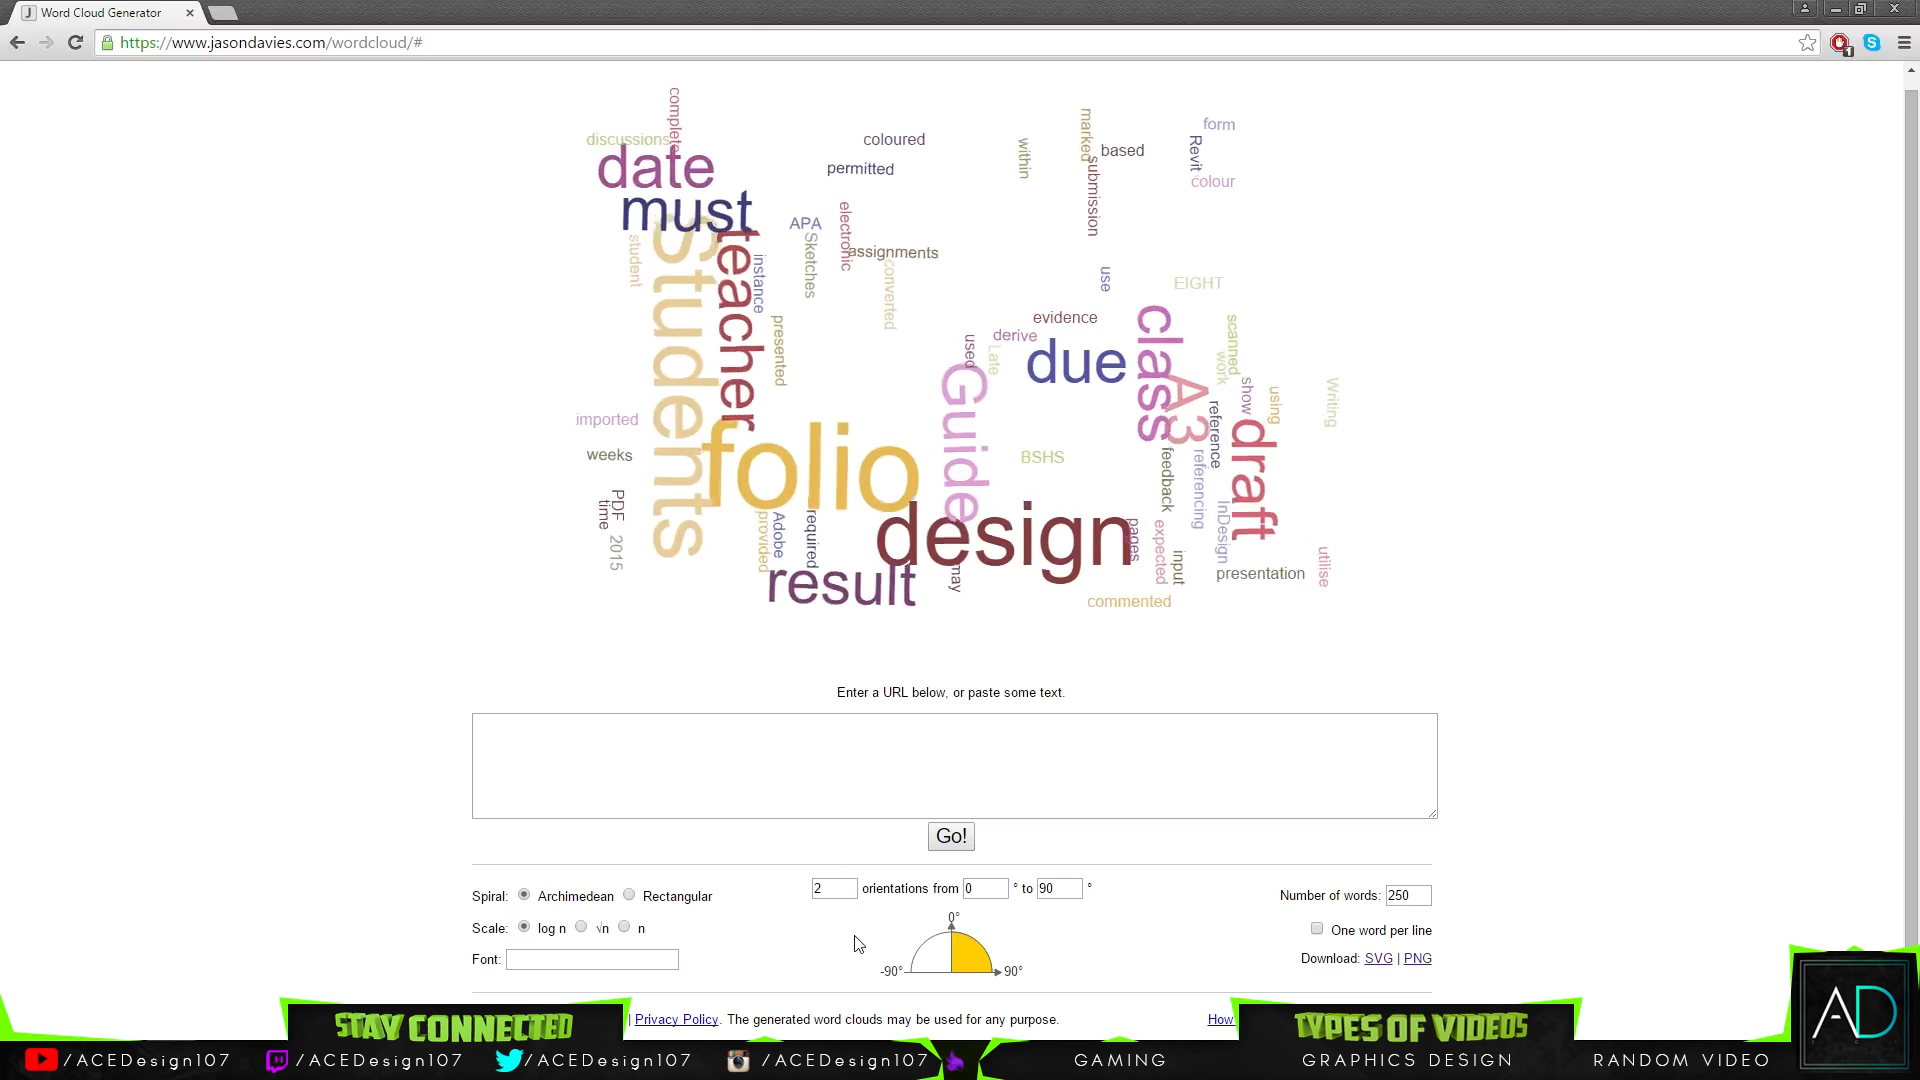 Word Cloud Generator
https://www.jasondavies.com/wordcloud/#
complete
discussions
date
must
coloured
permitted
within
marked
based
submission
form
Revit
colour
Students
student
teacher
instance
APA
Sketches
electronic
assignments
converted
presented
use
EIGHT
evidence
derive
used
Late
due
class
A3
scanned
work
show
using
Writing
reference
imported
weeks
folio
Guide
BSHS
feedback
referencing
draft
PDF
time
2015
provided
Adobe
required
design
pages
expected
InDesign
input
result
may
presentation
utilise
commented
Enter a URL below, or paste some text.
Go!
Spiral: Archimedean Rectangular
2 orientations from 0 ° to 90 °
Number of words: 250
Scale: log n √n n
0°
One word per line
Font:
-90° 90°
Download: SVG | PNG
| Privacy Policy. The generated word clouds may be used for any purpose.
How
STAY CONNECTED
TYPES OF VIDEOS
/ACEDesign107 /ACEDesign107 /ACEDesign107 /ACEDesign107
GAMING GRAPHICS DESIGN RANDOM VIDEO
AD